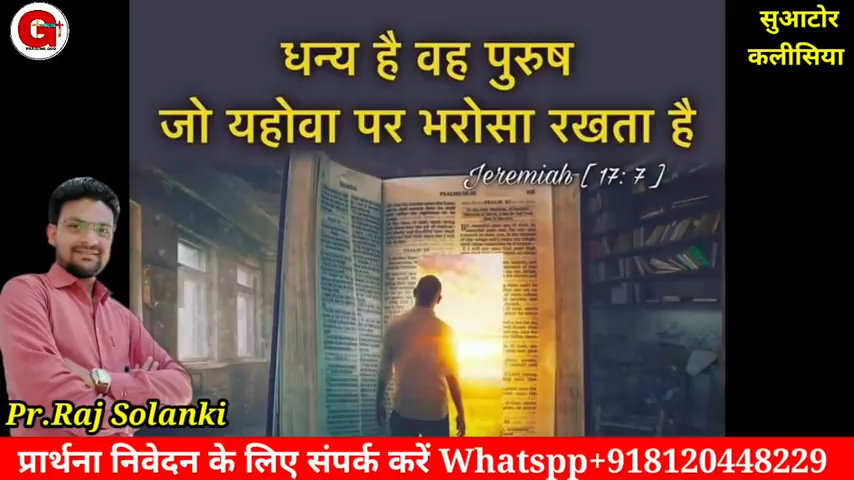 सुआटोर
कलीसिया
धन्य है वह पुरुष
जो यहोवा पर भरोसा रखता है
Jeremiah [ 17: 7 ]
Pr.Raj Solanki
प्रार्थना निवेदन के लिए संपर्क करें Whatspp+918120448229